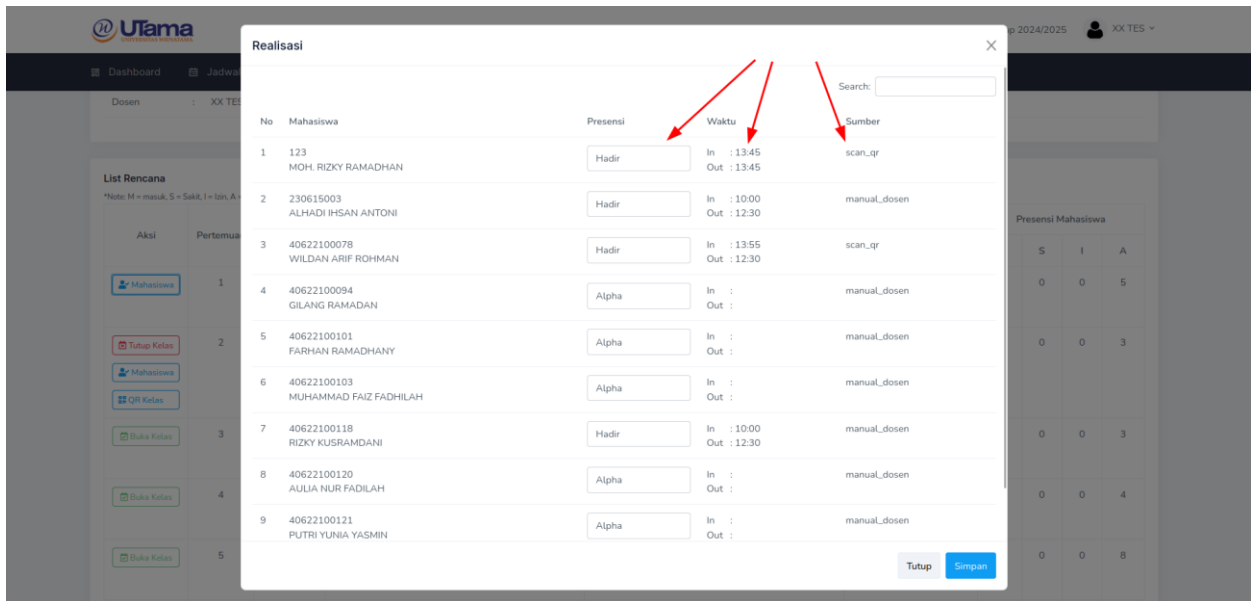 UTama
UNIVERSITAS WIDYATAMA
p 2024/2025
XX TES
Dashboard
Jadwal
Dosen : XX TES
List Rencana
*Note: M = masuk, S = Sakit, I = Izin, A =
Aksi Pertemua Presensi Mahasiswa
S I A
Mahasiswa 1 0 0 5
Tutup Kelas 2 0 0 3
Mahasiswa
QR Kelas
Buka Kelas 3 0 0 3
Buka Kelas 4 0 0 4
Buka Kelas 5 0 0 8
Realisasi
Search:
No Mahasiswa Presensi Waktu Sumber
1 123 Hadir In : 13:45 scan_qr
MOH. RIZKY RAMADHAN Out : 13:45
2 230615003 Hadir In : 10:00 manual_dosen
ALHADI IHSAN ANTONI Out : 12:30
3 40622100078 Hadir In : 13:55 scan_qr
WILDAN ARIF ROHMAN Out : 12:30
4 40622100094 Alpha In : manual_dosen
GILANG RAMADAN Out :
5 40622100101 Alpha In : manual_dosen
FARHAN RAMADHANY Out :
6 40622100103 Alpha In : manual_dosen
MUHAMMAD FAIZ FADHILAH Out :
7 40622100118 Hadir In : 10:00 manual_dosen
RIZKY KUSRAMDANI Out : 12:30
8 40622100120 Alpha In : manual_dosen
AULIA NUR FADILAH Out :
9 40622100121 Alpha In : manual_dosen
PUTRI YUNIA YASMIN Out :
Tutup Simpan